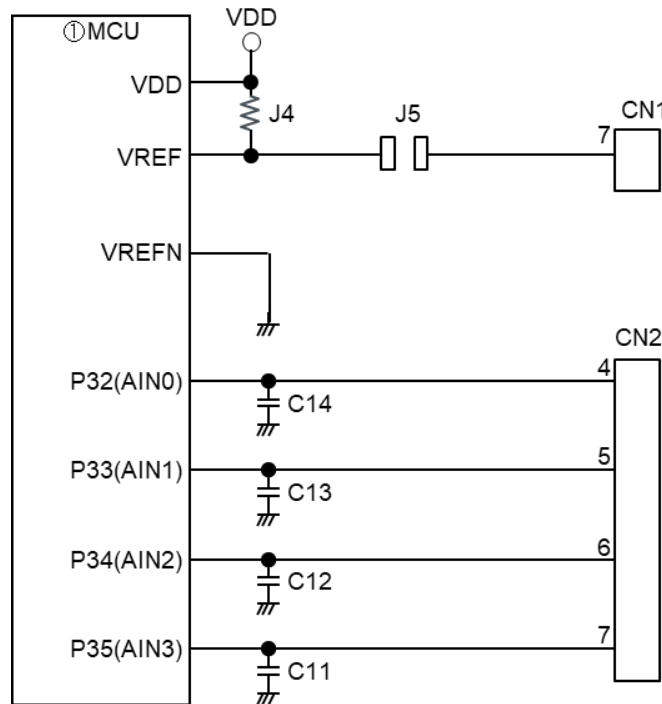 ①MCU
VDD
VDD
J4
J5
CN1
7
VREF
VREFN
CN2
P32(AIN0)
4
C14
P33(AIN1)
5
C13
P34(AIN2)
6
C12
P35(AIN3)
7
C11